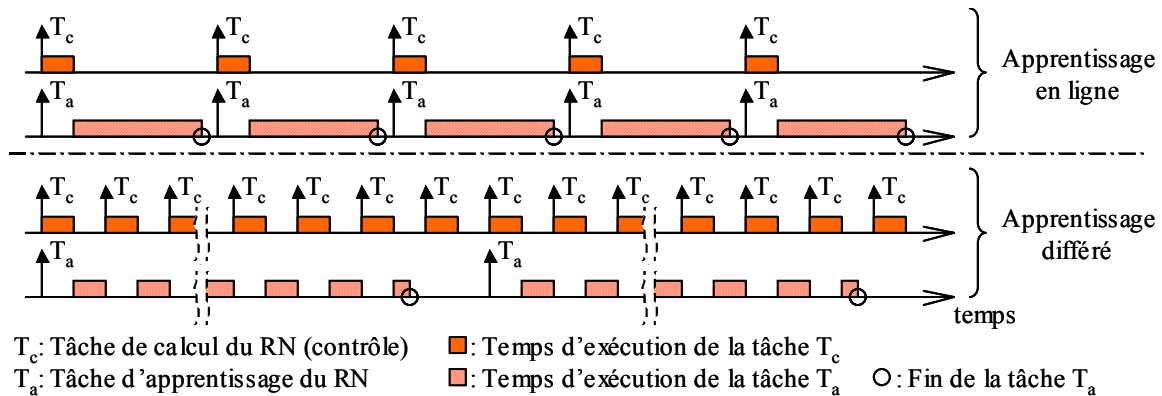 Tc Tc Tc Tc Tc
Apprentissage
en ligne
Ta Ta Ta Ta Ta
Tc Tc Tc Tc Tc Tc Tc Tc Tc Tc Tc Tc Tc Tc
Apprentissage
différé
Ta Ta
temps
Tc: Tâche de calcul du RN (contrôle) : Temps d'exécution de la tâche Tc
Ta: Tâche d'apprentissage du RN : Temps d'exécution de la tâche Ta : Fin de la tâche Ta